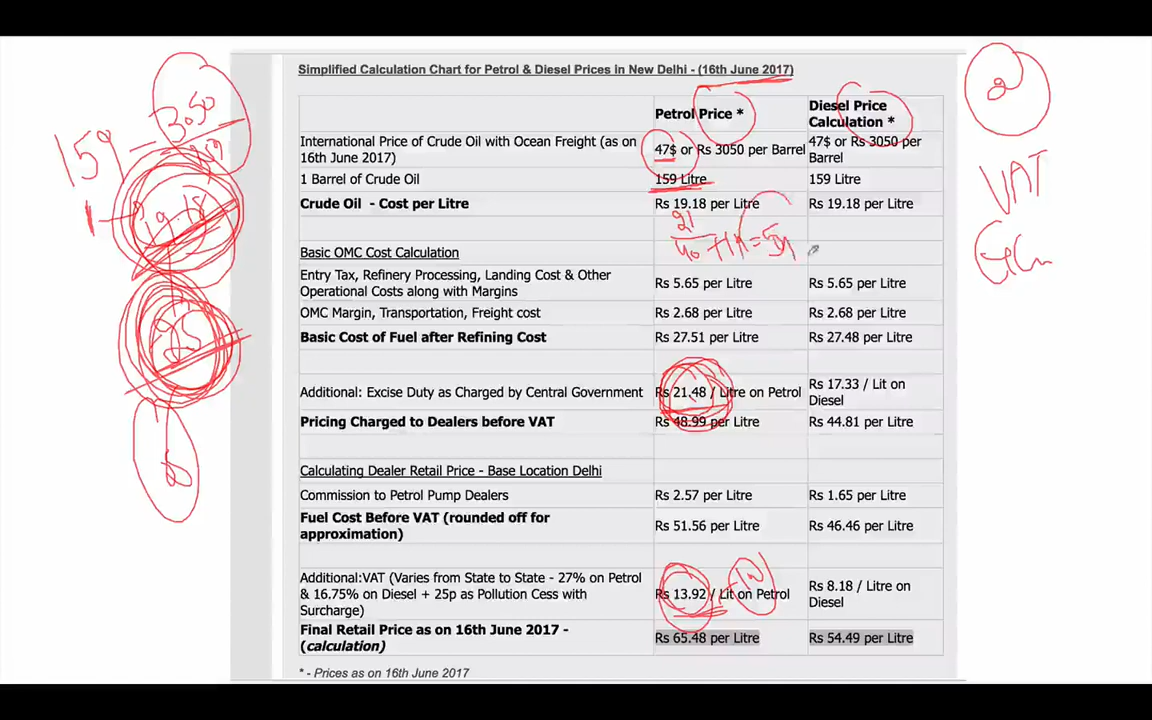 Simplified Calculation Chart for Petrol & Diesel Prices in New Delhi - (16th June 2017)
Petrol Price *
Diesel Price
Calculation *
International Price of Crude Oil with Ocean Freight (as on
16th June 2017)
47$ or Rs 3050 per Barrel
47$ or Rs 3050 per
Barrel
1 Barrel of Crude Oil
159 Litre
159 Litre
Crude Oil - Cost per Litre
Rs 19.18 per Litre
Rs 19.18 per Litre
Basic OMC Cost Calculation
Entry Tax, Refinery Processing, Landing Cost & Other
Operational Costs along with Margins
Rs 5.65 per Litre
Rs 5.65 per Litre
OMC Margin, Transportation, Freight cost
Rs 2.68 per Litre
Rs 2.68 per Litre
Basic Cost of Fuel after Refining Cost
Rs 27.51 per Litre
Rs 27.48 per Litre
Additional: Excise Duty as Charged by Central Government
Rs 21.48 / Litre on Petrol
Rs 17.33 / Lit on
Diesel
Pricing Charged to Dealers before VAT
Rs 48.99 per Litre
Rs 44.81 per Litre
Calculating Dealer Retail Price - Base Location Delhi
Commission to Petrol Pump Dealers
Rs 2.57 per Litre
Rs 1.65 per Litre
Fuel Cost Before VAT (rounded off for
approximation)
Rs 51.56 per Litre
Rs 46.46 per Litre
Additional:VAT (Varies from State to State - 27% on Petrol
& 16.75% on Diesel + 25p as Pollution Cess with
Surcharge)
Rs 13.92 / Lit on Petrol
Rs 8.18 / Litre on
Diesel
Final Retail Price as on 16th June 2017 -
(calculation)
Rs 65.48 per Litre
Rs 54.49 per Litre
* - Prices as on 16th June 2017
159
3050
19.18
2
VAT